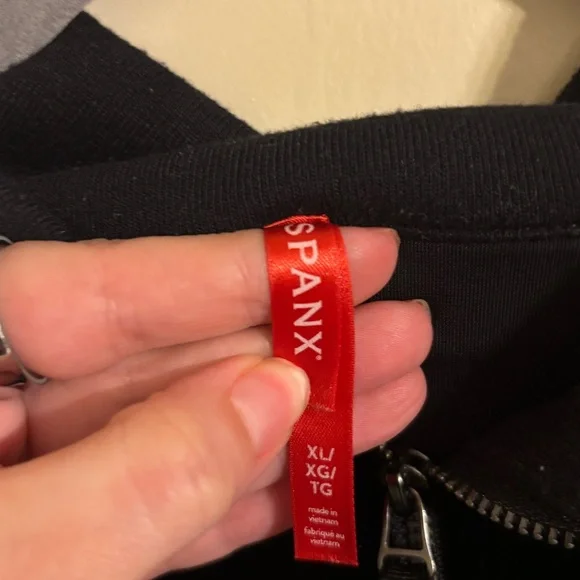 SPANX®
XL/
XG/
TG
made in
vietnam
fabriqué au
vietnam